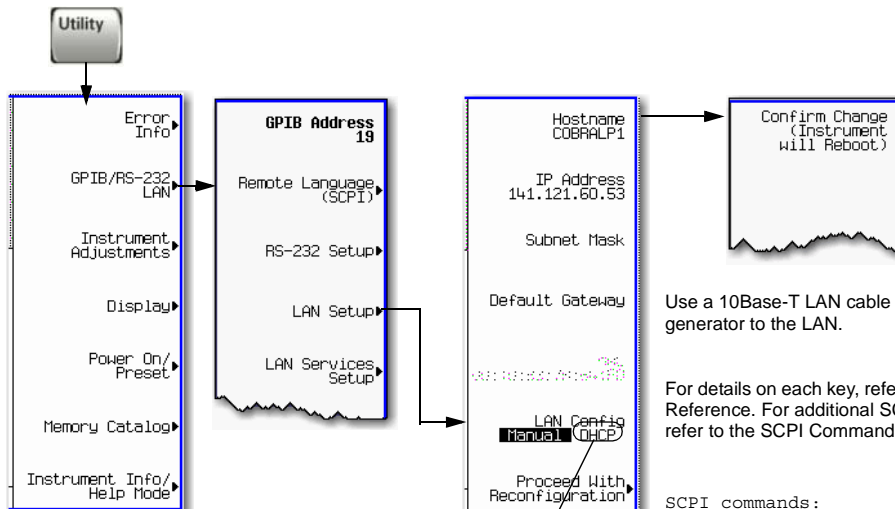 Utility
Error
Info
GPIB/RS-232
LAN
Instrument
Adjustments
Display
Power On/
Preset
Memory Catalog
Instrument Info/
Help Mode
GPIB Address
19
Remote Language
(SCPI)
RS-232 Setup
LAN Setup
LAN Services
Setup
Hostname
COBRALP1
IP Address
141.121.60.53
Subnet Mask
Default Gateway
LAN Config
Manual DHCP
Proceed With
Reconfiguration
Confirm Change
(Instrument
will Reboot)
Use a 10Base-T LAN cable
generator to the LAN.
For details on each key, refe
Reference. For additional SC
refer to the SCPI Command
SCPI commands: